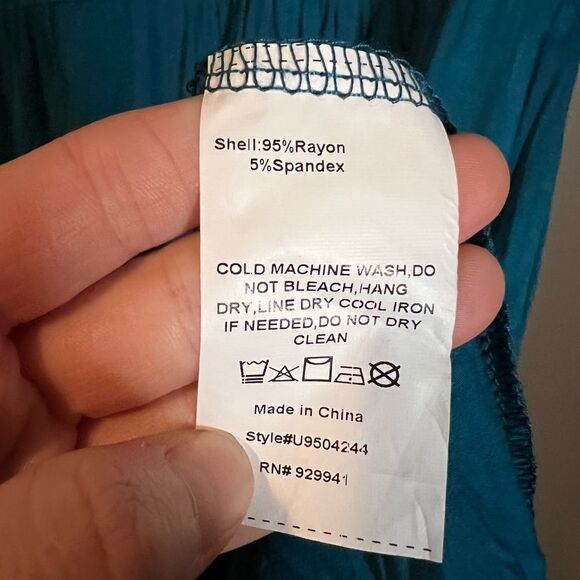 Shell:95%Rayon
5%Spandex
COLD MACHINE WASH,DO
NOT BLEACH,HANG
DRY,LINE DRY COOL IRON
IF NEEDED,DO NOT DRY
CLEAN
Made in China
Style#U9504244
RN# 929941